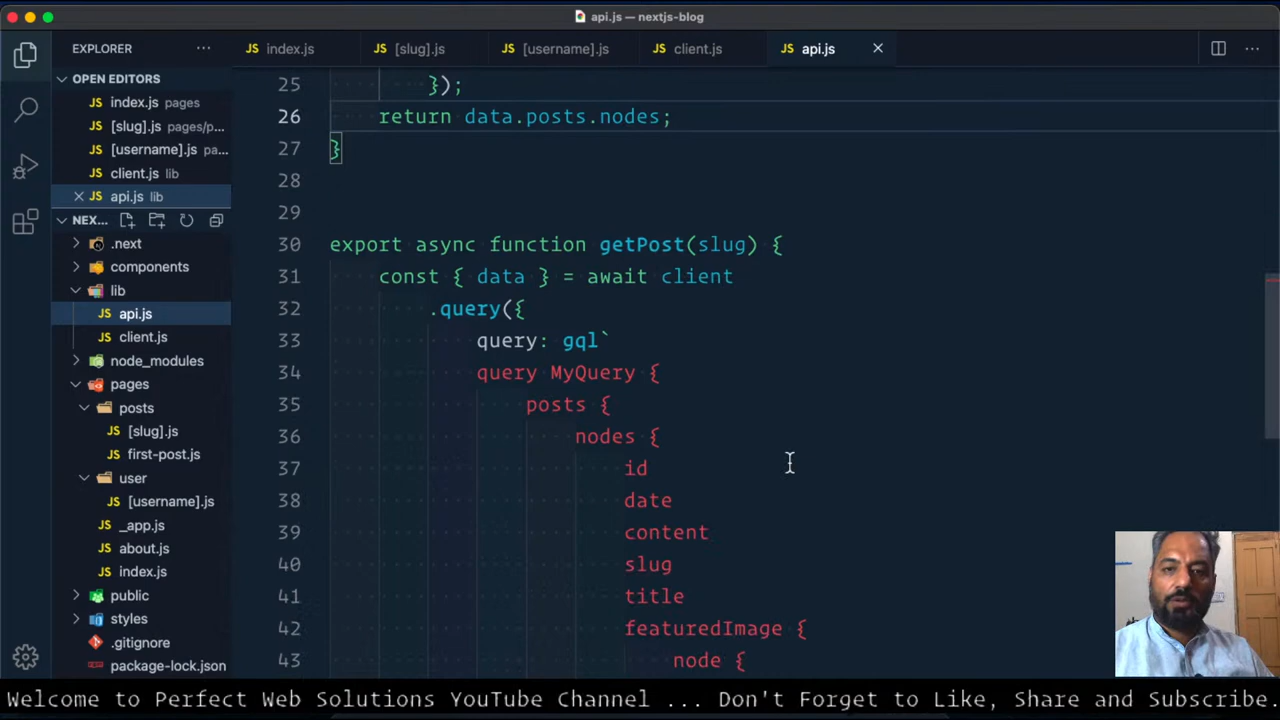 api.js — nextjs-blog
EXPLORER
index.js
[slug].js
[username].js
client.js
api.js
OPEN EDITORS
index.js pages
[slug].js pages/p...
[username].js pa...
client.js lib
api.js lib
NEX...
.next
components
lib
api.js
client.js
node_modules
pages
posts
[slug].js
first-post.js
user
[username].js
_app.js
about.js
index.js
public
styles
.gitignore
package-lock.json
25 });
26 return data.posts.nodes;
27 }
28
29
30 export async function getPost(slug) {
31 const { data } = await client
32 .query({
33 query: gql`
34 query MyQuery {
35 posts {
36 nodes {
37 id
38 date
39 content
40 slug
41 title
42 featuredImage {
43 node {
Welcome to Perfect Web Solutions YouTube Channel ... Don't Forget to Like, Share and Subscribe.